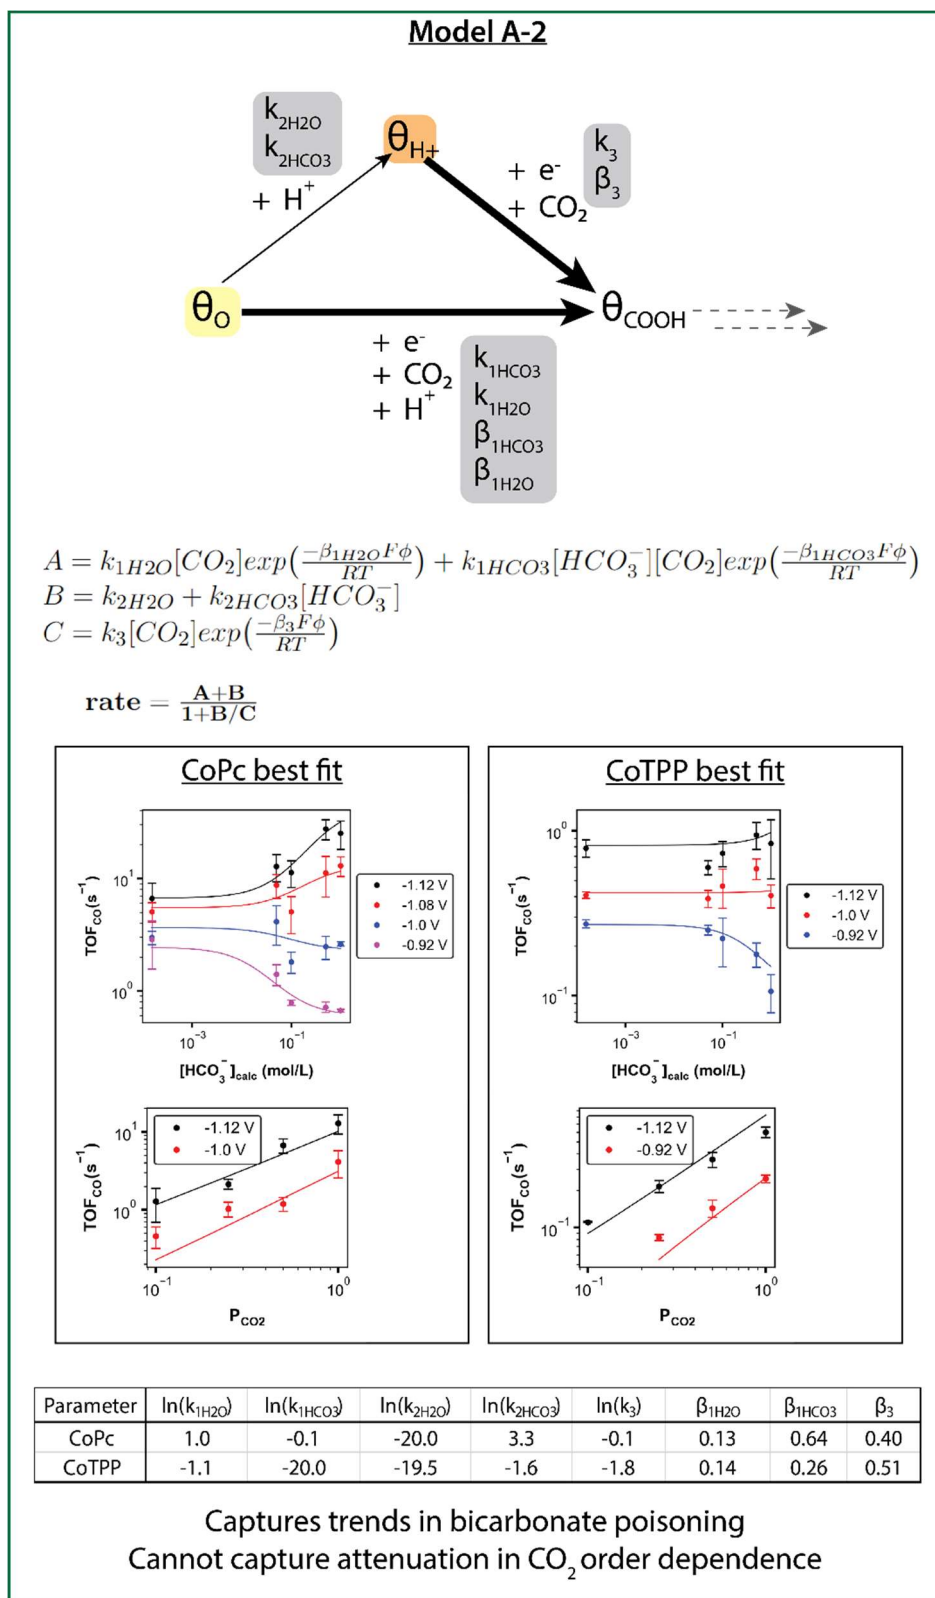 Model A-2
k2H2O
k2HCO3
+ H+
θH+
+ e-
+ CO2
k3
β3
θO
θCOOH
+ e-
+ CO2
+ H+
k1HCO3
k1H2O
β1HCO3
β1H2O
A = k1H2O[CO2]exp(−β1H2OFϕ/RT) + k1HCO3[HCO3−][CO2]exp(−β1HCO3Fϕ/RT)
B = k2H2O + k2HCO3[HCO3−]
C = k3[CO2]exp(−β3Fϕ/RT)
rate = A+B/1+B/C
CoPc best fit
TOFCO(s−1)
10^1
10^0
10^−3
10^−1
[HCO3−]calc (mol/L)
-1.12 V
-1.08 V
-1.0 V
-0.92 V
TOFCO(s−1)
10^1
10^0
10^−1
10^0
PCO2
-1.12 V
-1.0 V
CoTPP best fit
TOFCO(s−1)
10^0
10^−1
10^−3
10^−1
[HCO3−]calc (mol/L)
-1.12 V
-1.0 V
-0.92 V
TOFCO(s−1)
10^−1
10^−1
10^0
PCO2
-1.12 V
-0.92 V
Parameter ln(k1H2O) ln(k1HCO3) ln(k2H2O) ln(k2HCO3) ln(k3) β1H2O β1HCO3 β3
CoPc 1.0 -0.1 -20.0 3.3 -0.1 0.13 0.64 0.40
CoTPP -1.1 -20.0 -19.5 -1.6 -1.8 0.14 0.26 0.51
Captures trends in bicarbonate poisoning
Cannot capture attenuation in CO2 order dependence